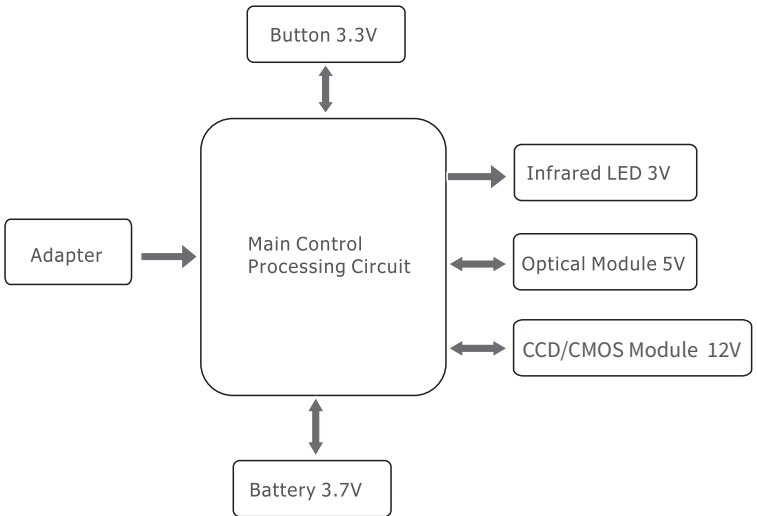 Button 3.3V
Infrared LED 3V
Adapter
Main Control
Processing Circuit
Optical Module 5V
CCD/CMOS Module 12V
Battery 3.7V